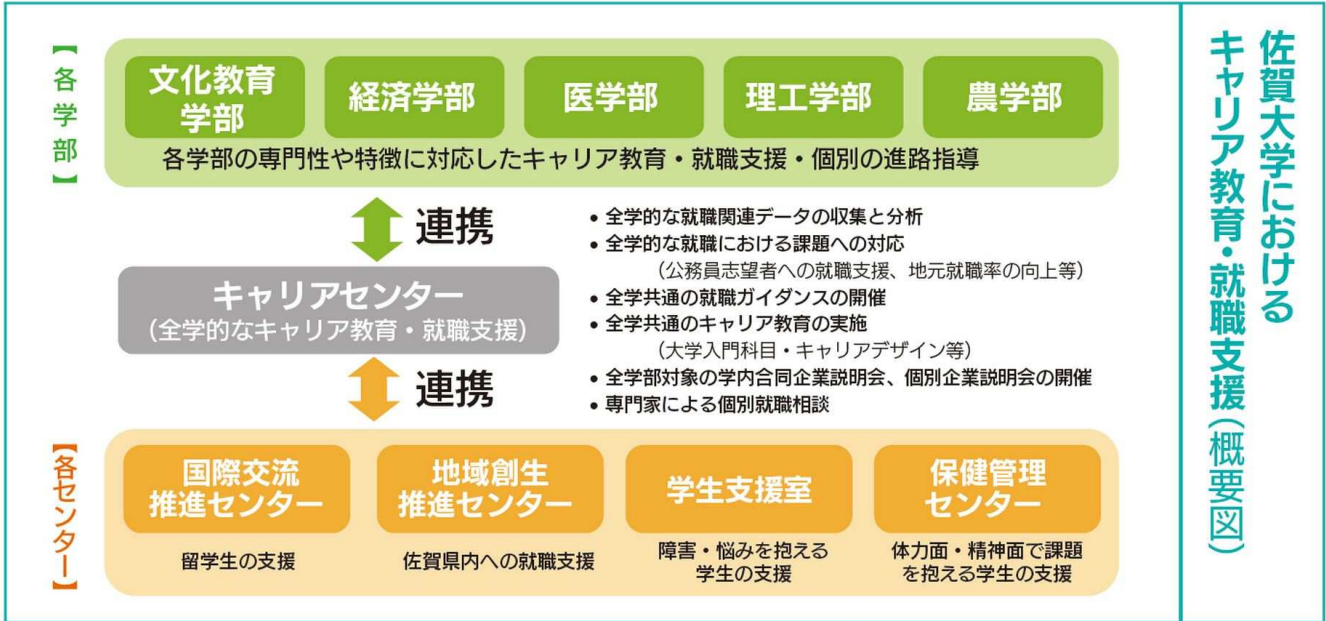 佐賀大学における
キャリア教育・就職支援(概要図)
【各学部】
文化教育
学部
経済学部
医学部
理工学部
農学部
各学部の専門性や特徴に対応したキャリア教育・就職支援・個別の進路指導
連携
キャリアセンター
(全学的なキャリア教育・就職支援)
連携
• 全学的な就職関連データの収集と分析
• 全学的な就職における課題への対応
(公務員志望者への就職支援、地元就職率の向上等)
• 全学共通の就職ガイダンスの開催
• 全学共通のキャリア教育の実施
(大学入門科目・キャリアデザイン等)
• 全学部対象の学内合同企業説明会、個別企業説明会の開催
• 専門家による個別就職相談
【各センター】
国際交流
推進センター
留学生の支援
地域創生
推進センター
佐賀県内への就職支援
学生支援室
障害・悩みを抱える
学生の支援
保健管理
センター
体力面・精神面で課題
を抱える学生の支援